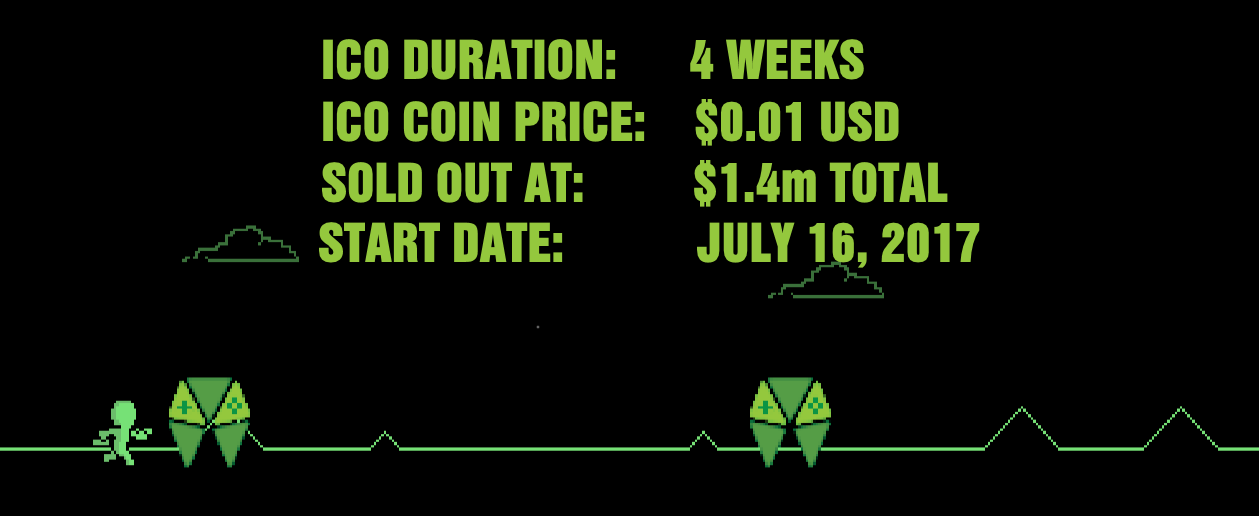 ICO DURATION: 4 WEEKS
ICO COIN PRICE: $0.01 USD
SOLD OUT AT: $1.4m TOTAL
START DATE: JULY 16, 2017